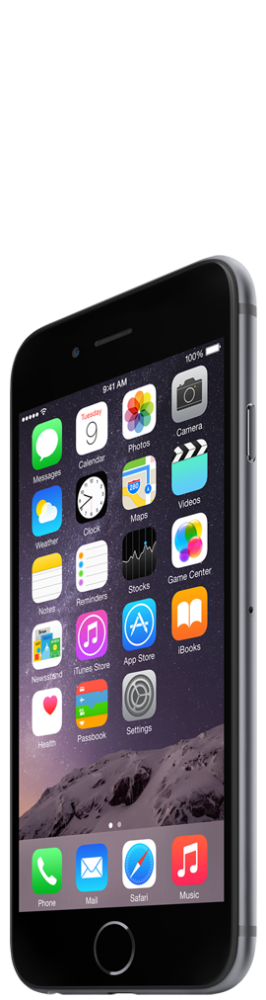 9:41 AM 100%
Tuesday
9
Messages Calendar Photos Camera
280
Weather Clock Maps Videos
Notes Reminders Stocks Game Center
Newsstand iTunes Store App Store iBooks
Health Passbook Settings
Phone Mail Safari Music